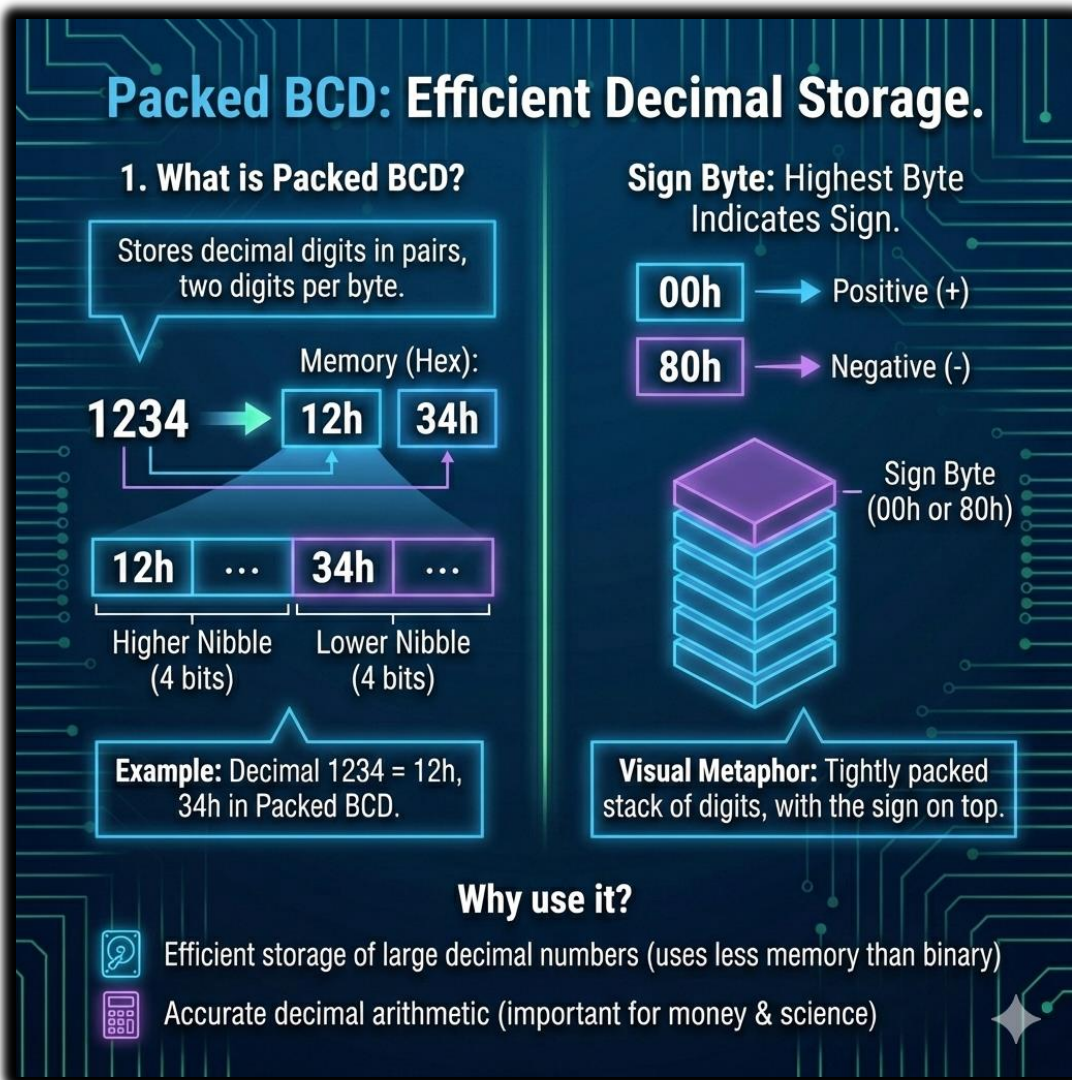 Packed BCD: Efficient Decimal Storage.
1. What is Packed BCD?
Stores decimal digits in pairs,
two digits per byte.
Memory (Hex):
1234
12h
34h
12h
...
34h
...
Higher Nibble
(4 bits)
Lower Nibble
(4 bits)
Example: Decimal 1234 = 12h,
34h in Packed BCD.
Sign Byte: Highest Byte
Indicates Sign.
00h
Positive (+)
80h
Negative (-)
Sign Byte
(00h or 80h)
Visual Metaphor: Tightly packed
stack of digits, with the sign on top.
Why use it?
Efficient storage of large decimal numbers (uses less memory than binary)
Accurate decimal arithmetic (important for money & science)